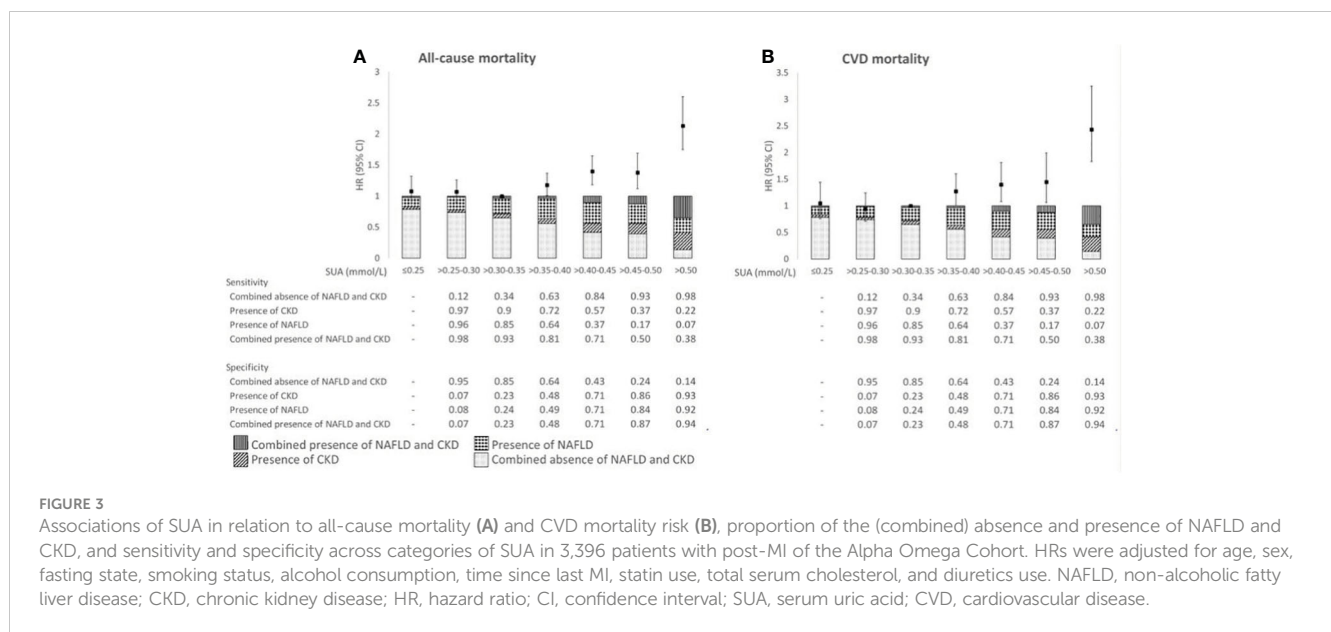 A
All-cause mortality
3
2.5
2
1.5
1
0.5
0
HR (95% CI)
SUA (mmol/L) ≤0.25 >0.25-0.30 >0.30-0.35 >0.35-0.40 >0.40-0.45 >0.45-0.50 >0.50
B
CVD mortality
3.5
3
2.5
2
1.5
1
0.5
0
HR (95% CI)
SUA (mmol/L) ≤0.25 >0.25-0.30 >0.30-0.35 >0.35-0.40 >0.40-0.45 >0.45-0.50 >0.50
Sensitivity
Combined absence of NAFLD and CKD - 0.12 0.34 0.63 0.84 0.93 0.98 - 0.12 0.34 0.63 0.84 0.93 0.98
Presence of CKD - 0.97 0.9 0.72 0.57 0.37 0.22 - 0.97 0.9 0.72 0.57 0.37 0.22
Presence of NAFLD - 0.96 0.85 0.64 0.37 0.17 0.07 - 0.96 0.85 0.64 0.37 0.17 0.07
Combined presence of NAFLD and CKD - 0.98 0.93 0.81 0.71 0.50 0.38 - 0.98 0.93 0.81 0.71 0.50 0.38
Specificity
Combined absence of NAFLD and CKD - 0.95 0.85 0.64 0.43 0.24 0.14 - 0.95 0.85 0.64 0.43 0.24 0.14
Presence of CKD - 0.07 0.23 0.48 0.71 0.86 0.93 - 0.07 0.23 0.48 0.71 0.86 0.93
Presence of NAFLD - 0.08 0.24 0.49 0.71 0.84 0.92 - 0.08 0.24 0.49 0.71 0.84 0.92
Combined presence of NAFLD and CKD - 0.07 0.23 0.48 0.71 0.87 0.94 - 0.07 0.23 0.48 0.71 0.87 0.94
Combined presence of NAFLD and CKD Presence of NAFLD
Presence of CKD Combined absence of NAFLD and CKD
FIGURE 3
Associations of SUA in relation to all-cause mortality (A) and CVD mortality risk (B), proportion of the (combined) absence and presence of NAFLD and
CKD, and sensitivity and specificity across categories of SUA in 3,396 patients with post-MI of the Alpha Omega Cohort. HRs were adjusted for age, sex,
fasting state, smoking status, alcohol consumption, time since last MI, statin use, total serum cholesterol, and diuretics use. NAFLD, non-alcoholic fatty
liver disease; CKD, chronic kidney disease; HR, hazard ratio; CI, confidence interval; SUA, serum uric acid; CVD, cardiovascular disease.